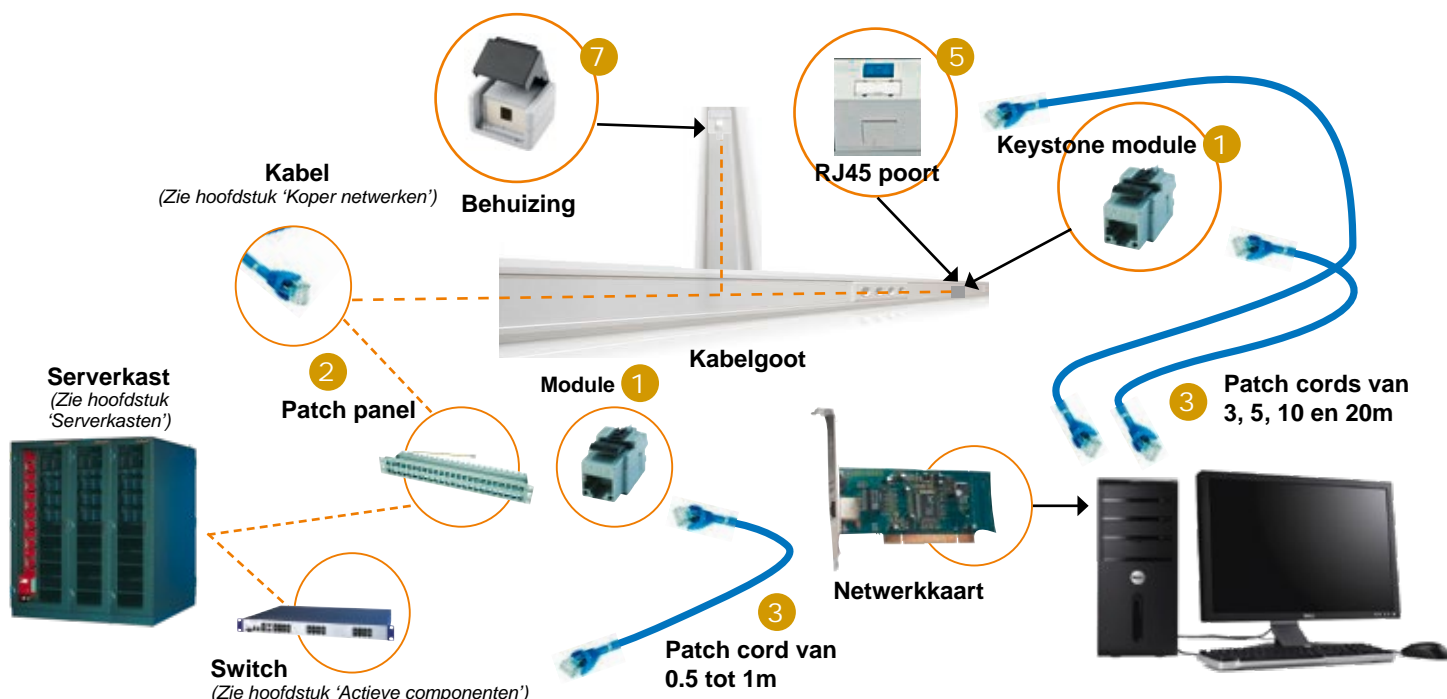 7
5
Keystone module 1
RJ45 poort
Kabel
(Zie hoofdstuk ‘Koper netwerken’)
Behuizing
Kabelgoot
Serverkast
(Zie hoofdstuk
‘Serverkasten’)
2
Patch panel
Module 1
3
Patch cords van
3, 5, 10 en 20m
Netwerkkaart
3
Patch cord van
0.5 tot 1m
Switch
(Zie hoofdstuk ‘Actieve componenten’)